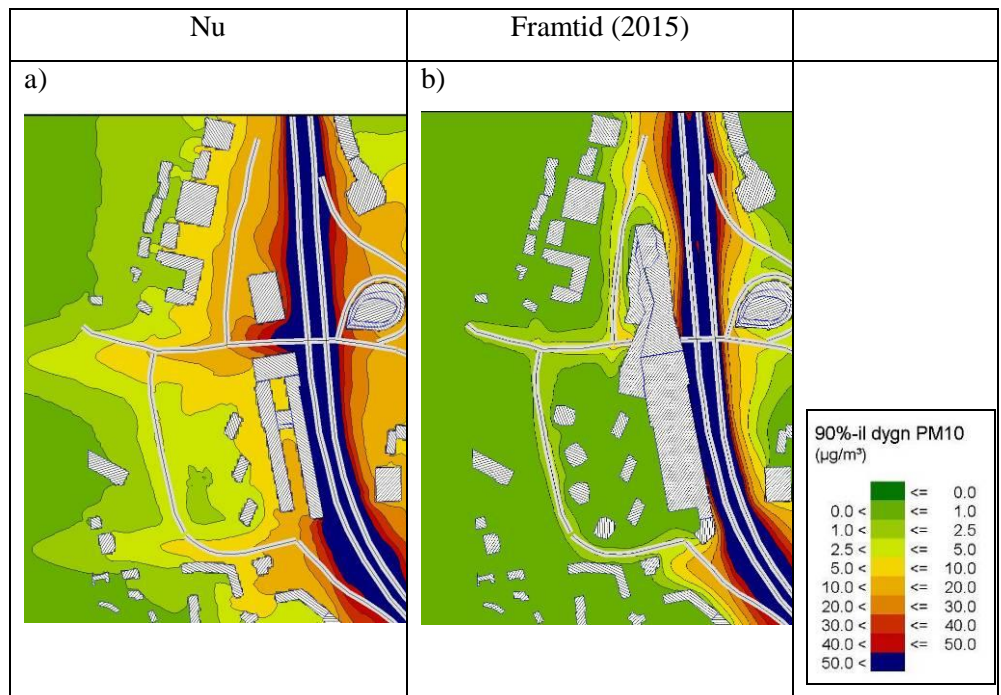 Nu Framtid (2015)
a) b)
90%-il dygn PM10
(µg/m³)
<= 0.0
0.0 < <= 1.0
1.0 < <= 2.5
2.5 < <= 5.0
5.0 < <= 10.0
10.0 < <= 20.0
20.0 < <= 30.0
30.0 < <= 40.0
40.0 < <= 50.0
50.0 <